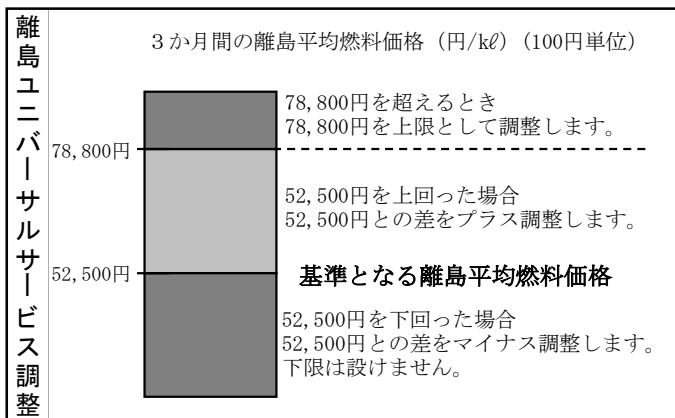 離島ユニバーサルサービス調整
3か月間の離島平均燃料価格（円/kℓ）（100円単位）
78,800円を超えるとき
78,800円を上限として調整します。
78,800円
52,500円を上回った場合
52,500円との差をプラス調整します。
52,500円
基準となる離島平均燃料価格
52,500円を下回った場合
52,500円との差をマイナス調整します。
下限は設けません。